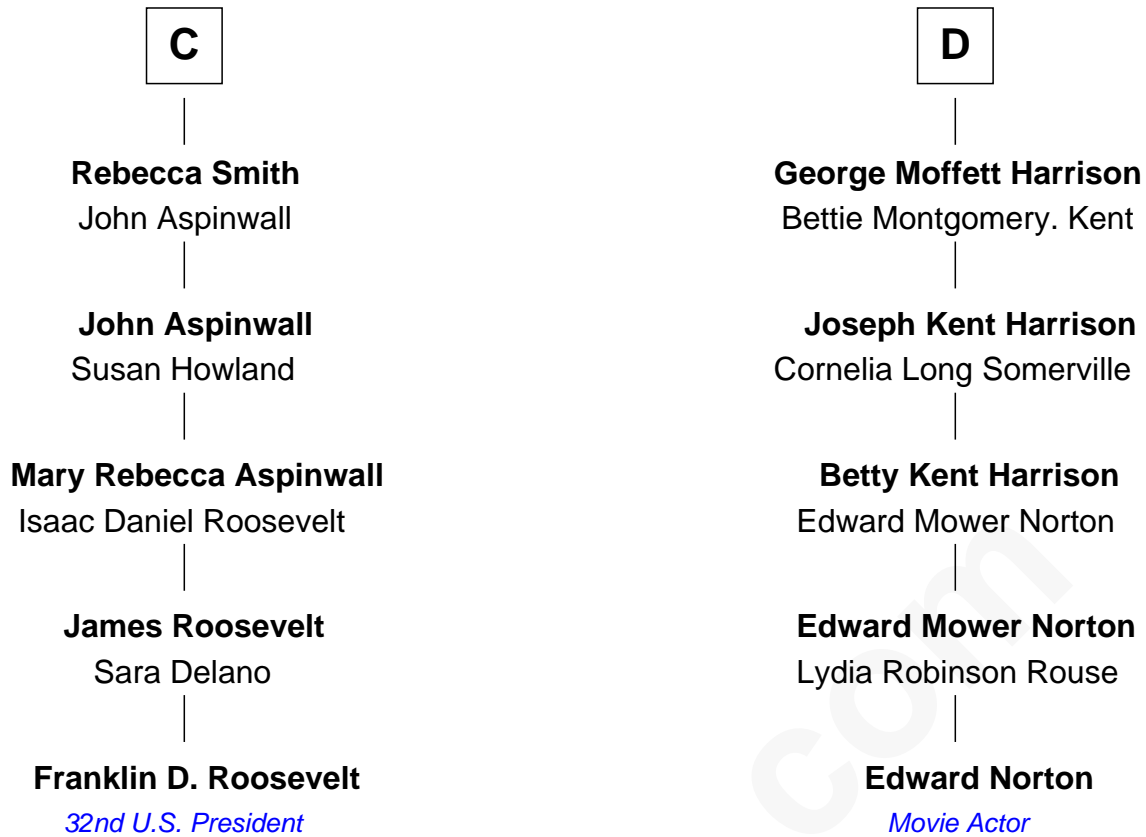 C
D
Rebecca Smith
John Aspinwall
George Moffett Harrison
Bettie Montgomery. Kent
John Aspinwall
Susan Howland
Joseph Kent Harrison
Cornelia Long Somerville
Mary Rebecca Aspinwall
Isaac Daniel Roosevelt
Betty Kent Harrison
Edward Mower Norton
James Roosevelt
Sara Delano
Edward Mower Norton
Lydia Robinson Rouse
Franklin D. Roosevelt
32nd U.S. President
Edward Norton
Movie Actor
com